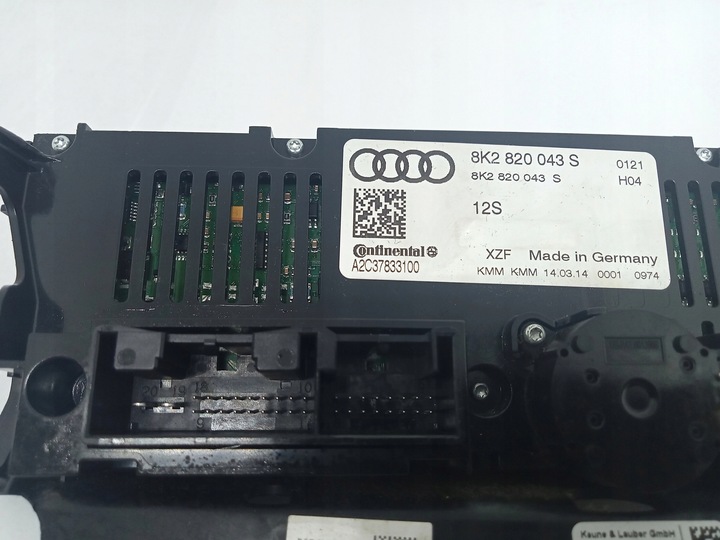 8K2 820 043 S
0121
8K2 820 043 S
H04
12S
Continental
A2C37833100
XZF Made in Germany
KMM KMM 14.03.14 0001 0974
20 19 18 10
9
Kaune & Lauber GmbH